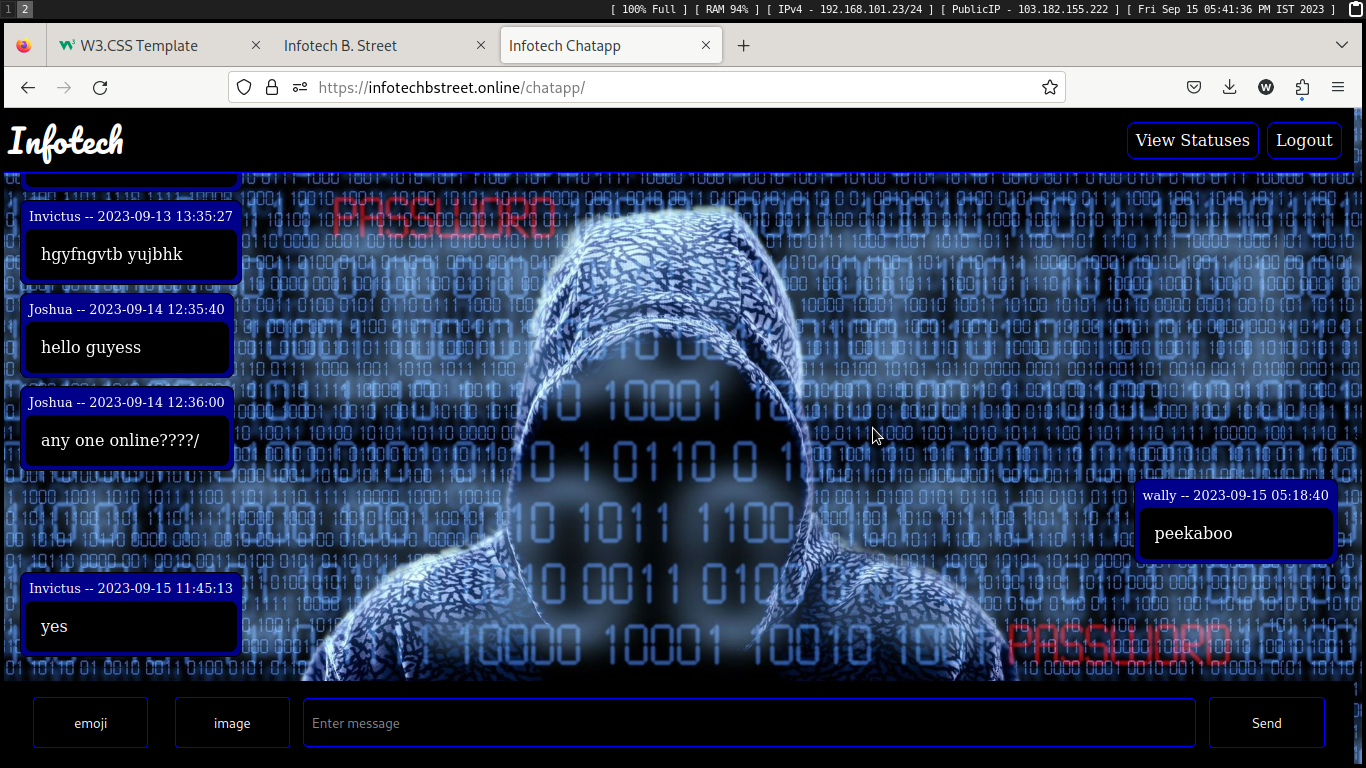 1 2 [ 100% Full ] [ RAM 94% ] [ IPv4 - 192.168.101.23/24 ] [ PublicIP - 103.182.155.222 ] [ Fri Sep 15 05:41:36 PM IST 2023 ]
W3.CSS Template
Infotech B. Street
Infotech Chatapp
https://infotechbstreet.online/chatapp/
Infotech
View Statuses
Logout
PASSWORD
Invictus -- 2023-09-13 13:35:27
hgyfngvtb yujbhk
Joshua -- 2023-09-14 12:35:40
hello guyess
Joshua -- 2023-09-14 12:36:00
any one online????/
wally -- 2023-09-15 05:18:40
peekaboo
Invictus -- 2023-09-15 11:45:13
yes
PASSWORD
emoji
image
Enter message
Send